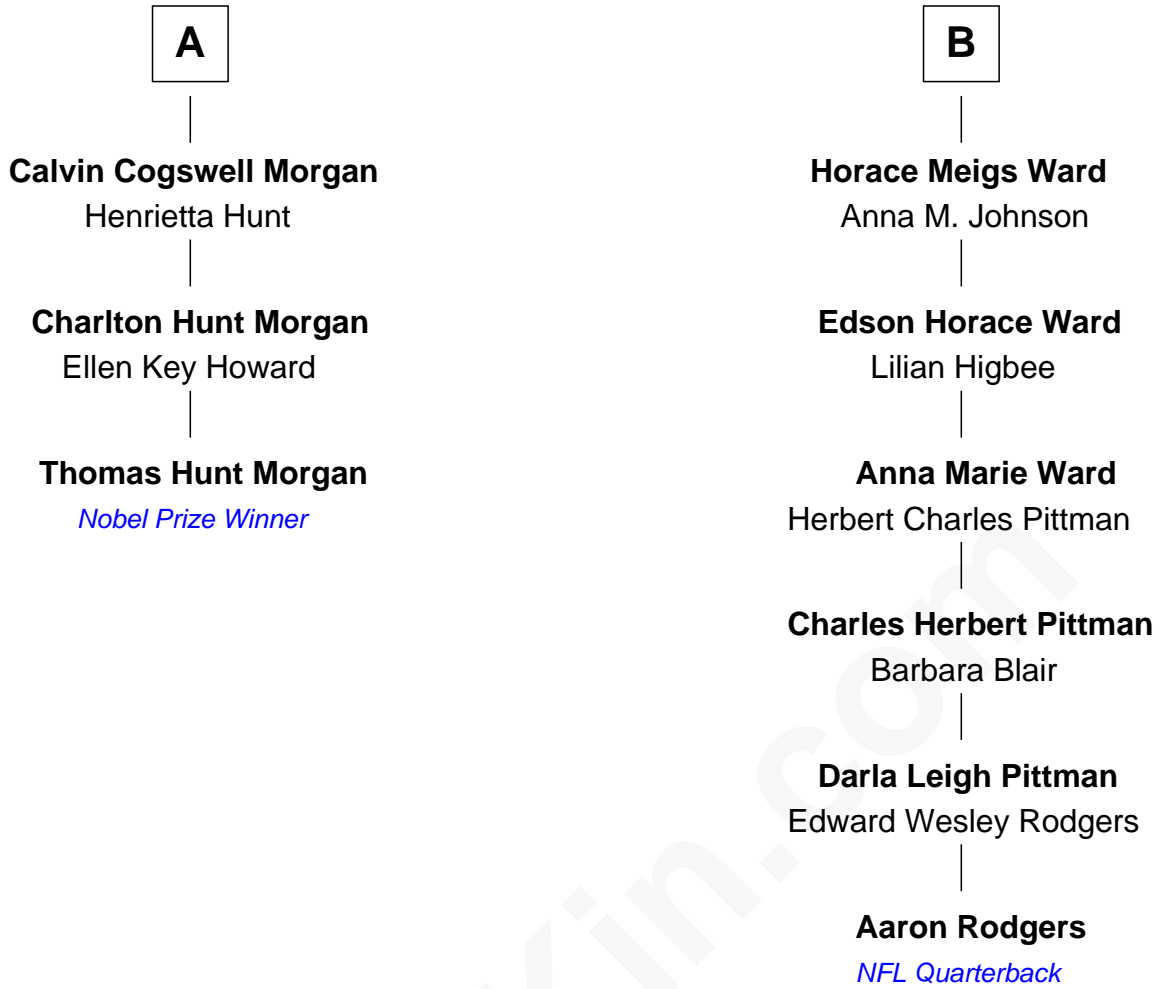 A
Calvin Cogswell Morgan
Henrietta Hunt
Charlton Hunt Morgan
Ellen Key Howard
Thomas Hunt Morgan
Nobel Prize Winner
B
Horace Meigs Ward
Anna M. Johnson
Edson Horace Ward
Lilian Higbee
Anna Marie Ward
Herbert Charles Pittman
Charles Herbert Pittman
Barbara Blair
Darla Leigh Pittman
Edward Wesley Rodgers
Aaron Rodgers
NFL Quarterback